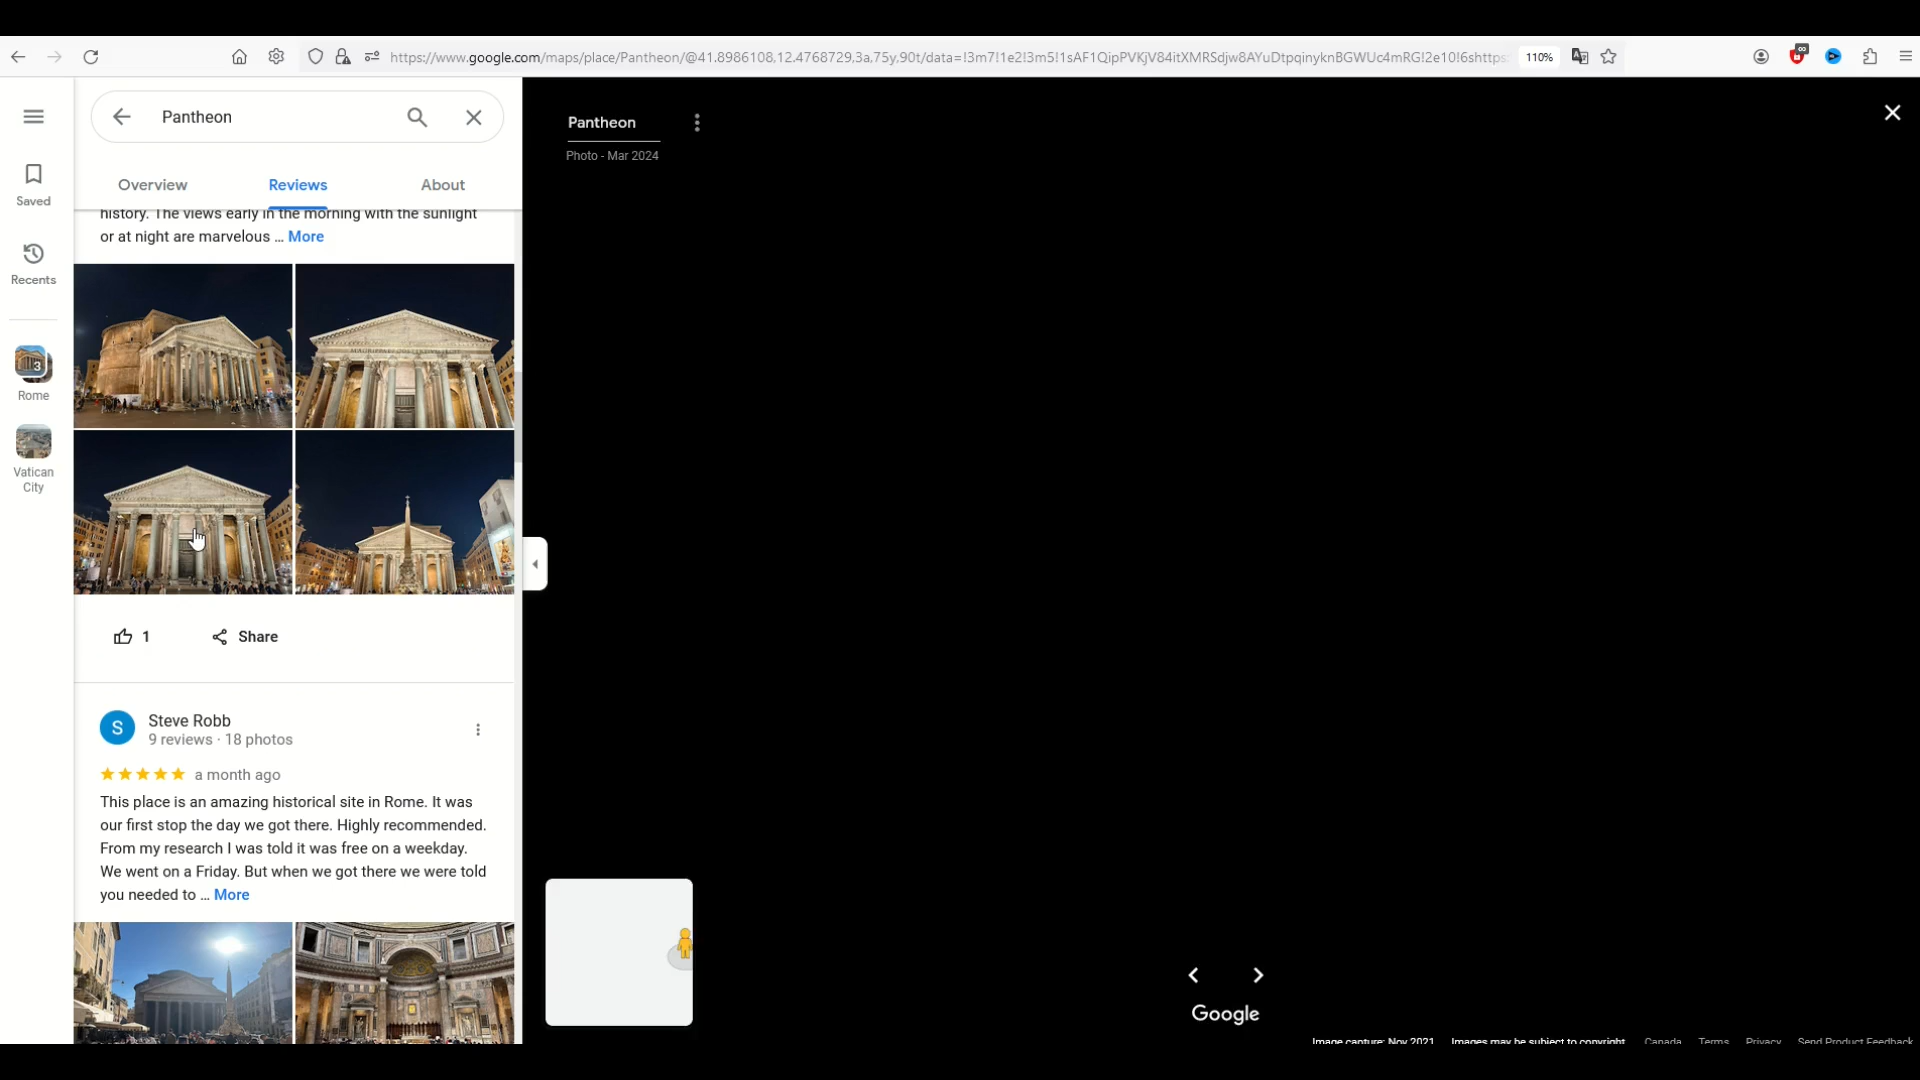 https://www.google.com/maps/place/Pantheon/@41.8986108,12.4768729,3a,75y,90t/data=!3m7!1e2!3m5!1sAF1QipPVKjV84itXMRSdjw8AYuDtpqinyknBGWUc4mRG!2e10!6shttps:
110%
Pantheon
Saved
Recents
3
Rome
Vatican
City
Overview
Reviews
About
history. The views early in the morning with the sunlight
or at night are marvelous ... More
1
Share
S
Steve Robb
9 reviews · 18 photos
a month ago
This place is an amazing historical site in Rome. It was
our first stop the day we got there. Highly recommended.
From my research I was told it was free on a weekday.
We went on a Friday. But when we got there we were told
you needed to ... More
Pantheon
Photo - Mar 2024
Google
Image capture: Nov 2021 Images may be subject to copyright. Canada Terms Privacy Send Product Feedback